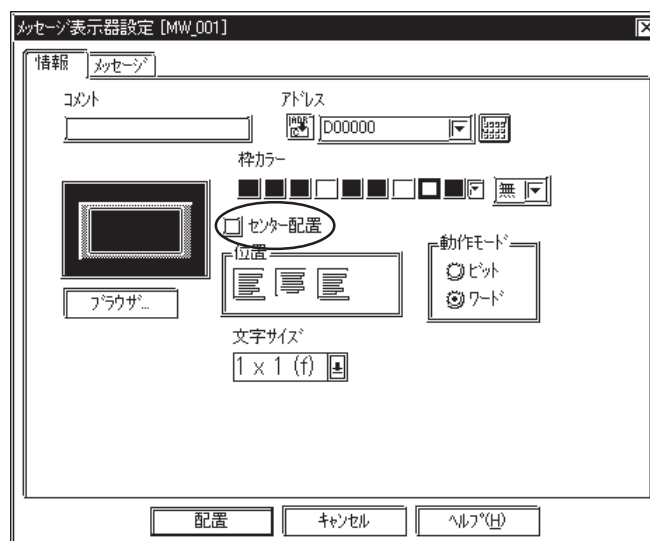 メッセージ表示器設定 [MW_001]
情報 メッセージ
コメント アドレス
D00000
枠カラー
無
センター配置
位置
動作モード
ビット
ワード
ブラウザ...
文字サイズ
1 x 1 (f)
配置 キャンセル ヘルプ(H)